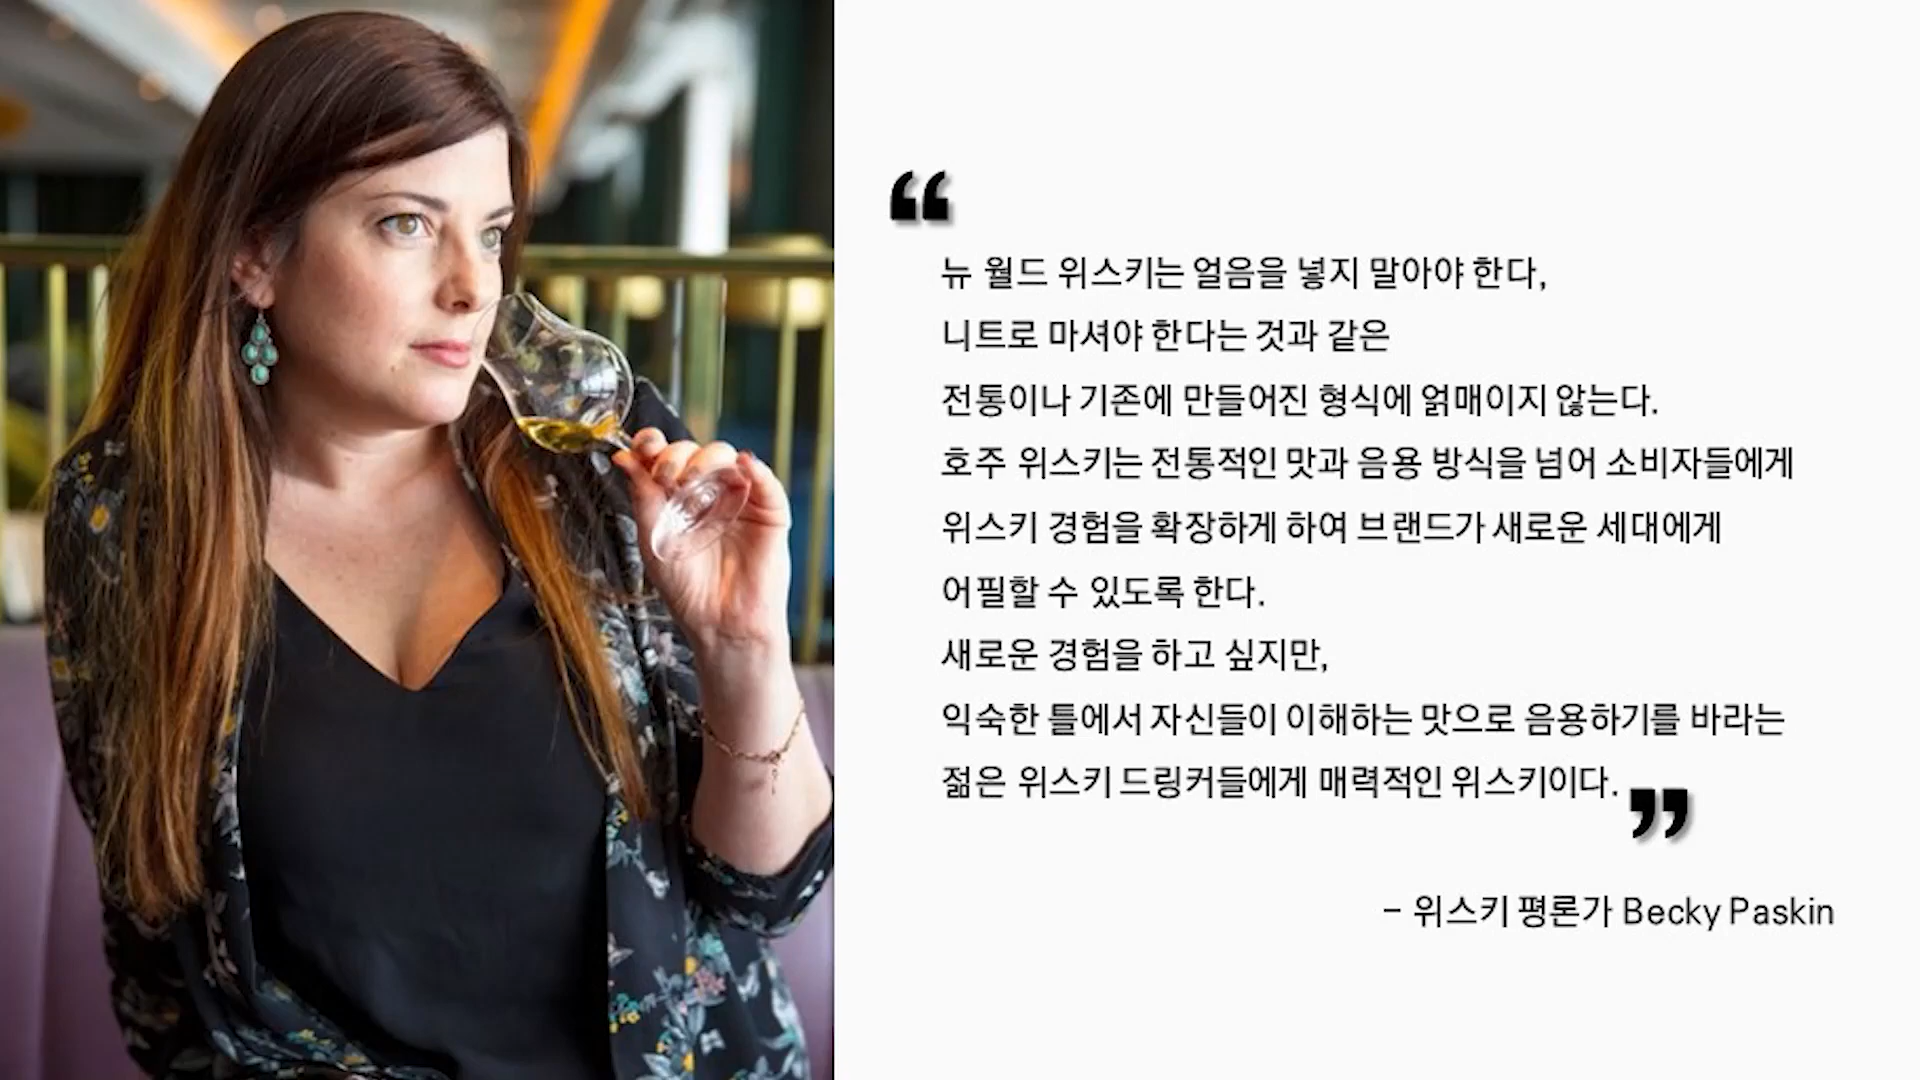 “
뉴 월드 위스키는 얼음을 넣지 말아야 한다,
니트로 마셔야 한다는 것과 같은
전통이나 기존에 만들어진 형식에 얽매이지 않는다.
호주 위스키는 전통적인 맛과 음용 방식을 넘어 소비자들에게
위스키 경험을 확장하게 하여 브랜드가 새로운 세대에게
어필할 수 있도록 한다.
새로운 경험을 하고 싶지만,
익숙한 틀에서 자신들이 이해하는 맛으로 음용하기를 바라는
젊은 위스키 드링커들에게 매력적인 위스키이다.
”
– 위스키 평론가 Becky Paskin